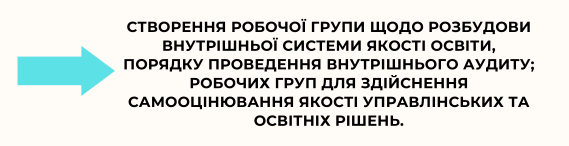 СТВОРЕННЯ РОБОЧОЇ ГРУПИ ЩОДО РОЗБУДОВИ
ВНУТРІШНЬОЇ СИСТЕМИ ЯКОСТІ ОСВІТИ,
ПОРЯДКУ ПРОВЕДЕННЯ ВНУТРІШНЬОГО АУДИТУ;
РОБОЧИХ ГРУП ДЛЯ ЗДІЙСНЕННЯ
САМООЦІНЮВАННЯ ЯКОСТІ УПРАВЛІНСЬКИХ ТА
ОСВІТНІХ РІШЕНЬ.